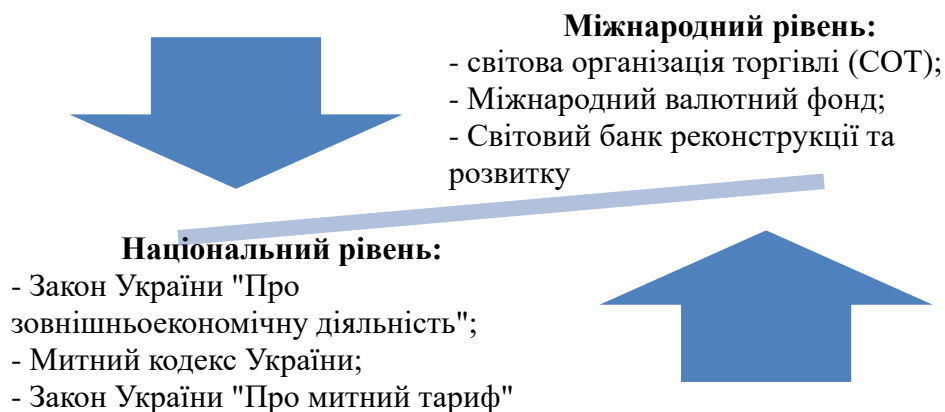 Міжнародний рівень:
- світова організація торгівлі (СОТ);
- Міжнародний валютний фонд;
- Світовий банк реконструкції та
розвитку
Національний рівень:
- Закон України "Про
зовнішньоекономічну діяльність";
- Митний кодекс України;
- Закон України "Про митний тариф"